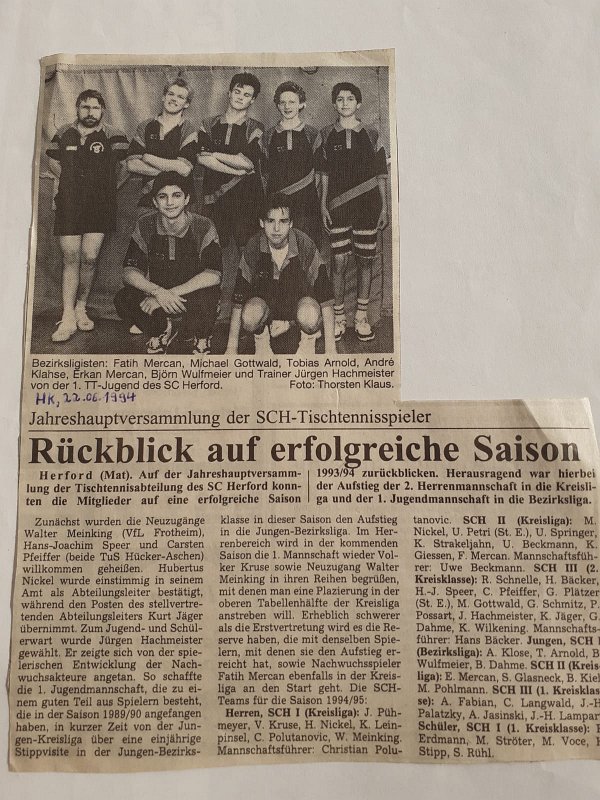 Bezirksligisten: Fatih Mercan, Michael Gottwald, Tobias Arnold, André
Klahse, Erkan Mercan, Björn Wulfmeier und Trainer Jürgen Hachmeister
von der 1. TT-Jugend des SC Herford. Foto: Thorsten Klaus.
HK, 22.06.1994
Jahreshauptversammlung der SCH-Tischtennisspieler
Rückblick auf erfolgreiche Saison
Herford (Mat). Auf der Jahreshauptversamm-
lung der Tischtennisabteilung des SC Herford konn-
ten die Mitglieder auf eine erfolgreiche Saison
1993/94 zurückblicken. Herausragend war hierbei
der Aufstieg der 2. Herrenmannschaft in die Kreisli-
ga und der 1. Jugendmannschaft in die Bezirksliga.
Zunächst wurden die Neuzugänge
Walter Meinking (VfL Frotheim),
Hans-Joachim Speer und Carsten
Pfeiffer (beide TuS Hücker-Aschen)
willkommen geheißen. Hubertus
Nickel wurde einstimmig in seinem
Amt als Abteilungsleiter bestätigt,
während den Posten des stellvertre-
tenden Abteilungsleiters Kurt Jäger
übernimmt. Zum Jugend- und Schü-
lerwart wurde Jürgen Hachmeister
gewählt. Er zeigte sich von der spie-
lerischen Entwicklung der Nach-
wuchsakteure angetan. So schaffte
die 1. Jugendmannschaft, die zu ei-
nem guten Teil aus Spielern besteht,
die in der Saison 1989/90 angefangen
haben, in kurzer Zeit von der Jun-
gen-Kreisliga über eine einjährige
Stippvisite in der Jungen-Bezirks-
klasse in dieser Saison den Aufstieg
in die Jungen-Bezirksliga. Im Her-
renbereich wird in der kommenden
Saison die 1. Mannschaft wieder Vol-
ker Kruse sowie Neuzugang Walter
Meinking in ihren Reihen begrüßen,
mit denen man eine Plazierung in der
oberen Tabellenhälfte der Kreisliga
anstreben will. Erheblich schwerer
als die Erstvertretung wird es die Re-
serve haben, die mit denselben Spie-
lern, mit denen sie den Aufstieg er-
reicht hat, sowie Nachwuchsspieler
Fatih Mercan ebenfalls in der Kreis-
liga an den Start geht. Die SCH-
Teams für die Saison 1994/95:
Herren, SCH I (Kreisliga): J. Püh-
meyer, V. Kruse, H. Nickel, K. Lein-
pinsel, C. Polutanovic, W. Meinking.
Mannschaftsführer: Christian Polu-
tanovic. SCH II (Kreisliga): M.
Nickel, U. Petri (St. E.), U. Springer,
K. Strakeljahn, U. Beckmann, K.
Giessen, F. Mercan. Mannschaftsfüh-
rer: Uwe Beckmann. SCH III (2.
Kreisklasse): R. Schnelle, H. Bäcker,
H.-J. Speer, C. Pfeiffer, G. Plätzer
(St. E.), M. Gottwald, G. Schmitz, P.
Possart, J. Hachmeister, K. Jäger, G.
Dahme, K. Wilkening. Mannschafts-
führer: Hans Bäcker. Jungen, SCH I
(Bezirksliga): A. Klose, T. Arnold, B.
Wulfmeier, B. Dahme. SCH II (Kreis-
liga): E. Mercan, S. Glasneck, B. Kiel,
M. Pohlmann. SCH III (1. Kreisklas-
se): A. Fabian, C. Langwald, J.-H.
Palatzky, A. Jasinski, J.-H. Lampar
Schüler, SCH I (1. Kreisklasse):
Erdmann, M. Ströter, M. Voce,
Stipp, S. Rühl.